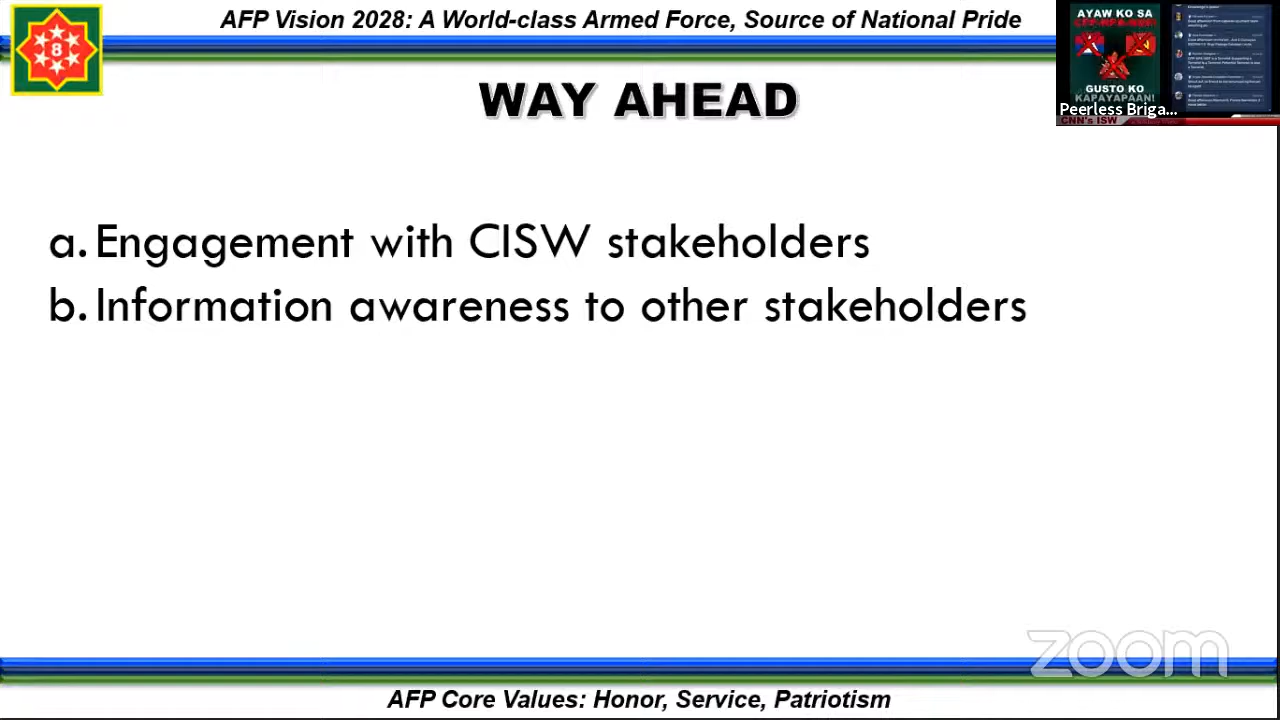 AFP Vision 2028: A World-class Armed Force, Source of National Pride
8
WAY AHEAD
AYAW KO SA
GUSTO KO
KAPAYAPAAN!
Peerless Briga...
CNN's ISW
a. Engagement with CISW stakeholders
b. Information awareness to other stakeholders
zoom
AFP Core Values: Honor, Service, Patriotism